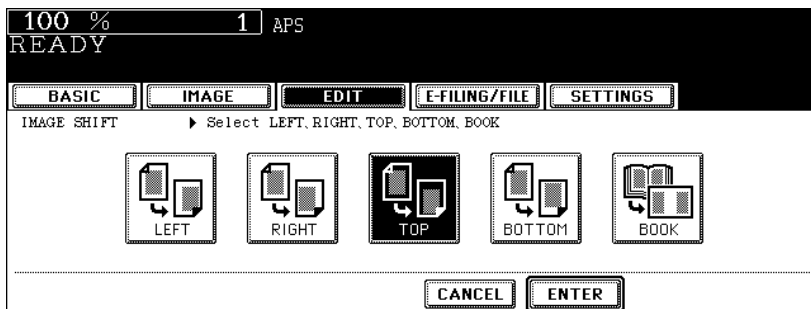 100 % 1 APS
READY
BASIC IMAGE EDIT E-FILING/FILE SETTINGS
IMAGE SHIFT ▶ Select LEFT, RIGHT, TOP, BOTTOM, BOOK
LEFT RIGHT TOP BOTTOM BOOK
CANCEL ENTER